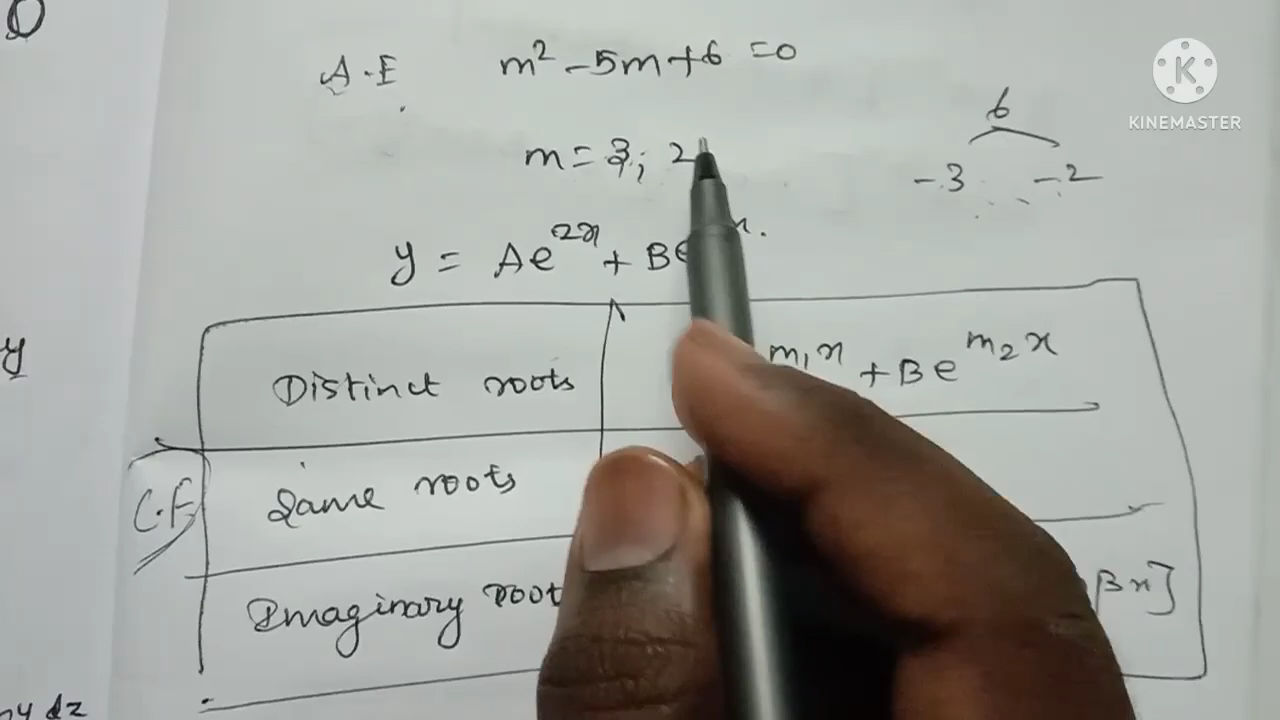 A.E m² -5m+6 =0
6
m = 3; 2
-3 -2
y = Ae^2x + Be
Distinct roots m₁x + Be^m₂x
C.F Same roots
Imaginary root βx]
y
dz
KINEMASTER